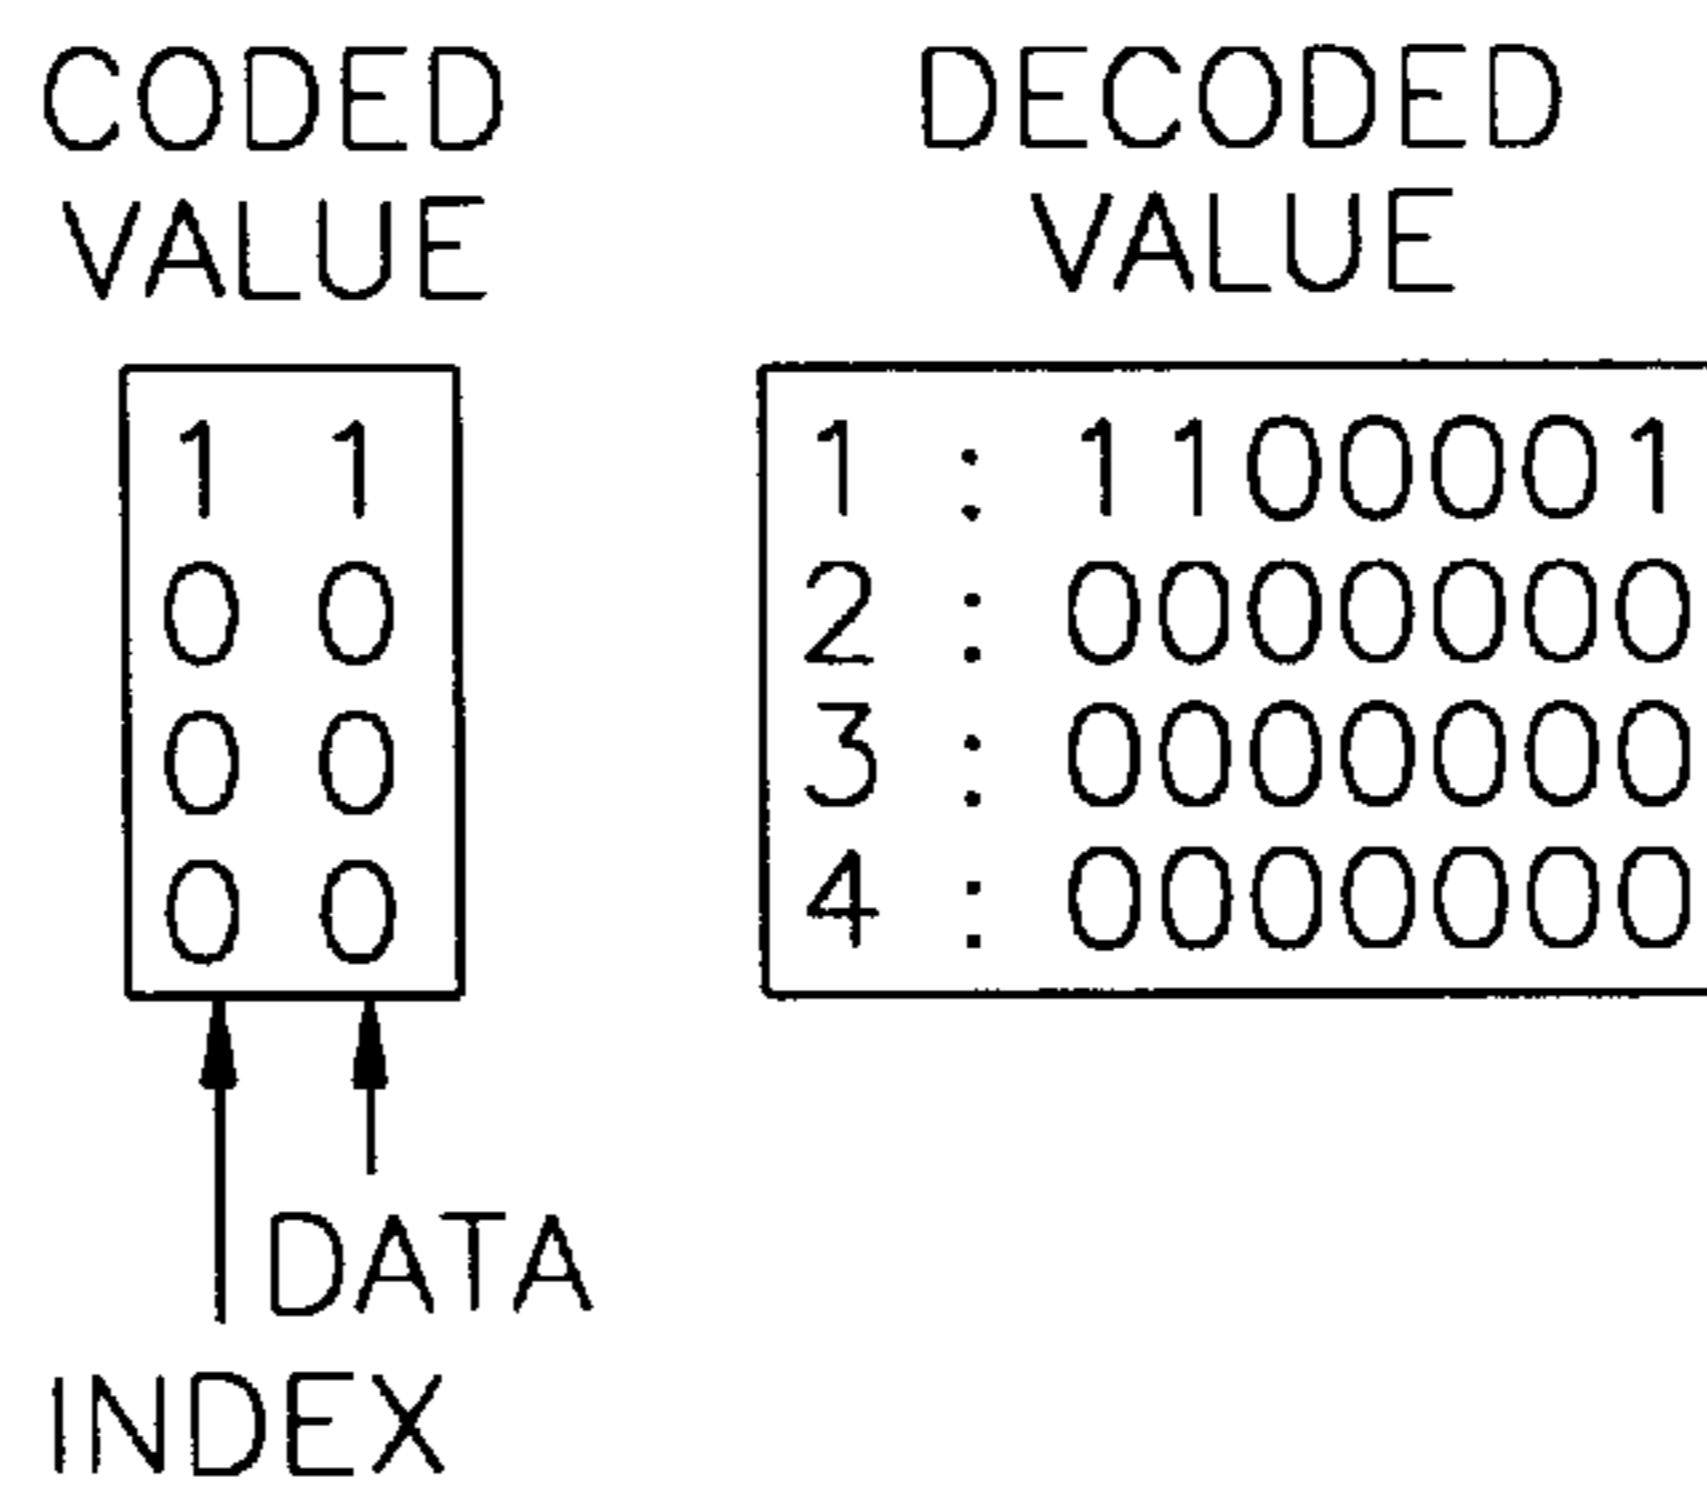 CODED
VALUE
DECODED
VALUE
1 1
0 0
0 0
0 0
1 : 1100001
2 : 0000000
3 : 0000000
4 : 0000000
DATA
INDEX